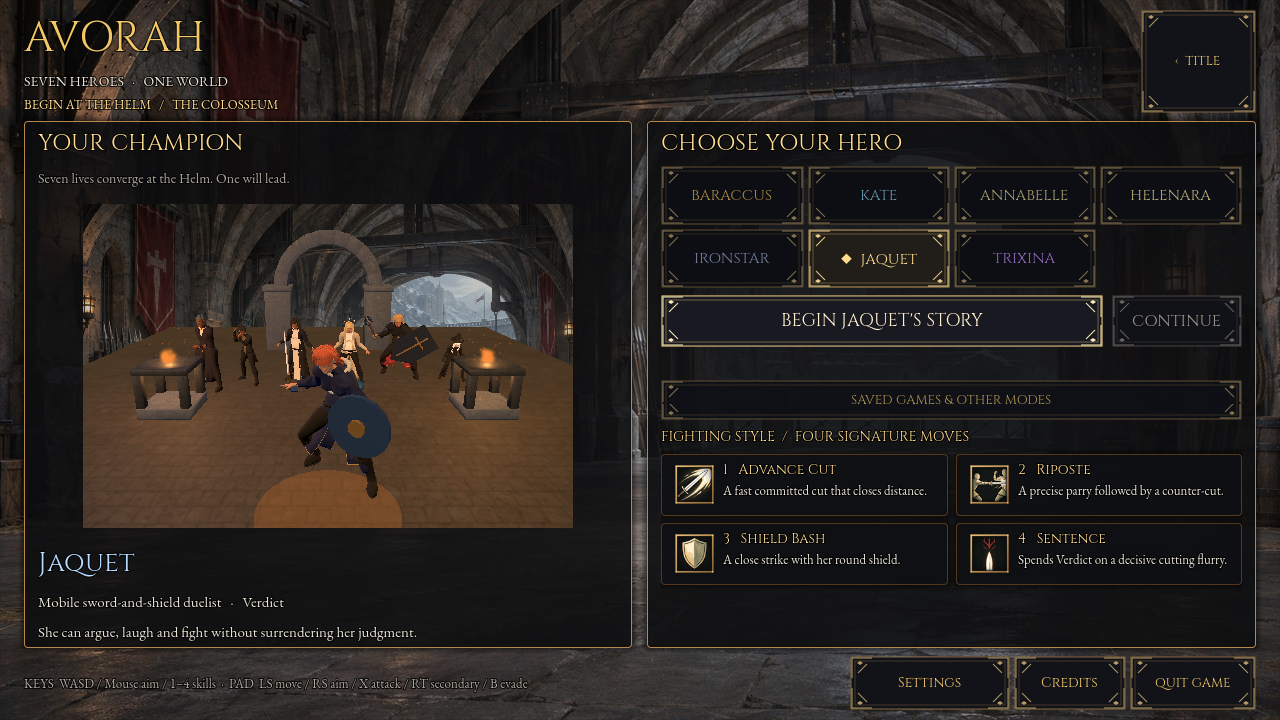 AVORAH
SEVEN HEROES · ONE WORLD
BEGIN AT THE HELM / THE COLOSSEUM
‹ TITLE
YOUR CHAMPION
Seven lives converge at the Helm. One will lead.
Jaquet
Mobile sword-and-shield duelist · Verdict
She can argue, laugh and fight without surrendering her judgment.
CHOOSE YOUR HERO
BARACCUS
KATE
ANNABELLE
HELENARA
IRONSTAR
◆ JAQUET
TRIXINA
BEGIN JAQUET'S STORY
CONTINUE
SAVED GAMES & OTHER MODES
FIGHTING STYLE / FOUR SIGNATURE MOVES
1 Advance Cut
A fast committed cut that closes distance.
2 Riposte
A precise parry followed by a counter-cut.
3 Shield Bash
A close strike with her round shield.
4 Sentence
Spends Verdict on a decisive cutting flurry.
KEYS WASD / Mouse aim / 1–4 skills · PAD LS move / RS aim / X attack / RT secondary / B evade
Settings
Credits
Quit Game